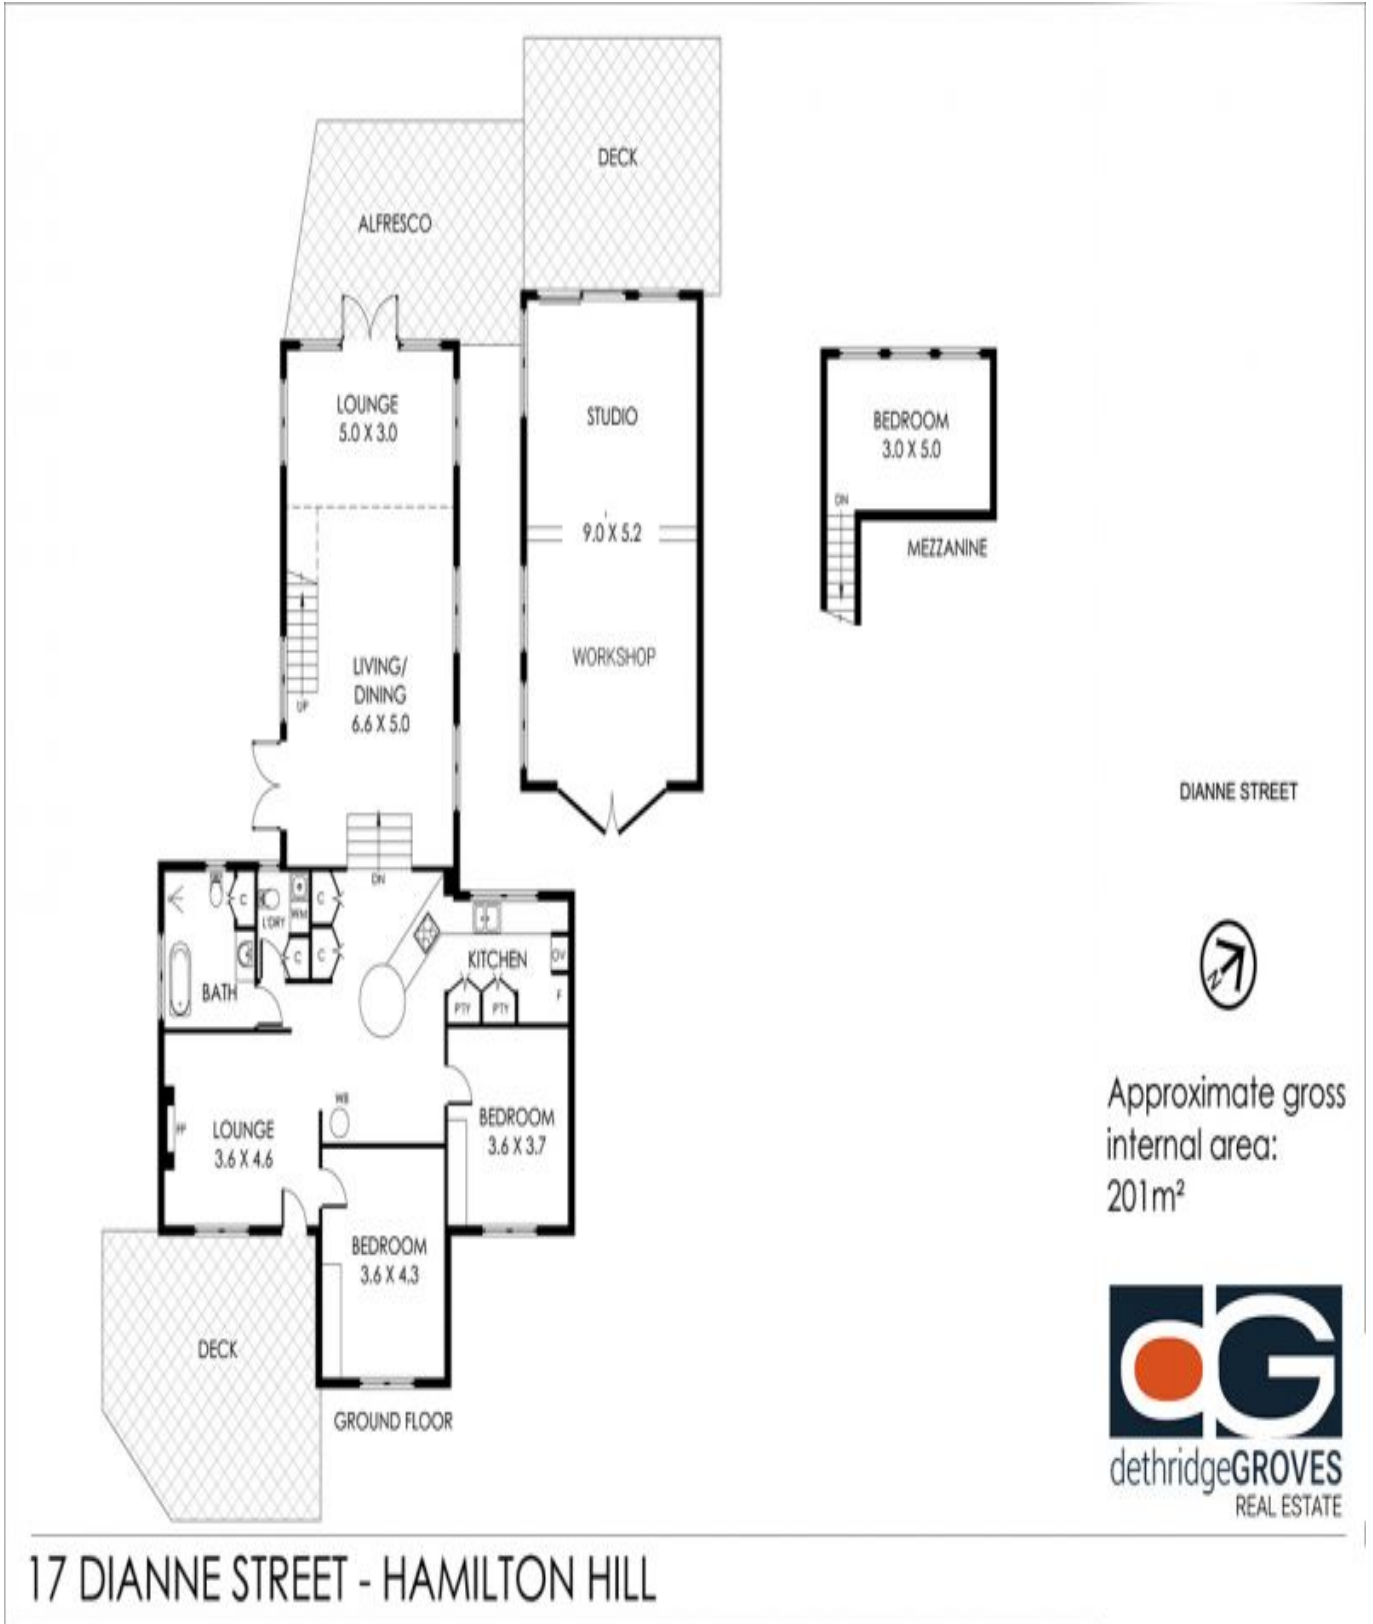 DECK
ALFRESCO
LOUNGE
5.0 X 3.0
STUDIO
BEDROOM
3.0 X 5.0
DN
MEZZANINE
9.0 X 5.2
WORKSHOP
LIVING/
DINING
6.6 X 5.0
UP
DIANNE STREET
DN
C
L'DRY
WM
C
C
C
BATH
KITCHEN
OV
F
PTY
PTY
N
WB
FP
LOUNGE
3.6 X 4.6
BEDROOM
3.6 X 3.7
BEDROOM
3.6 X 4.3
DECK
GROUND FLOOR
Approximate gross
internal area:
201m²
dG
dethridgeGROVES
REAL ESTATE
17 DIANNE STREET - HAMILTON HILL